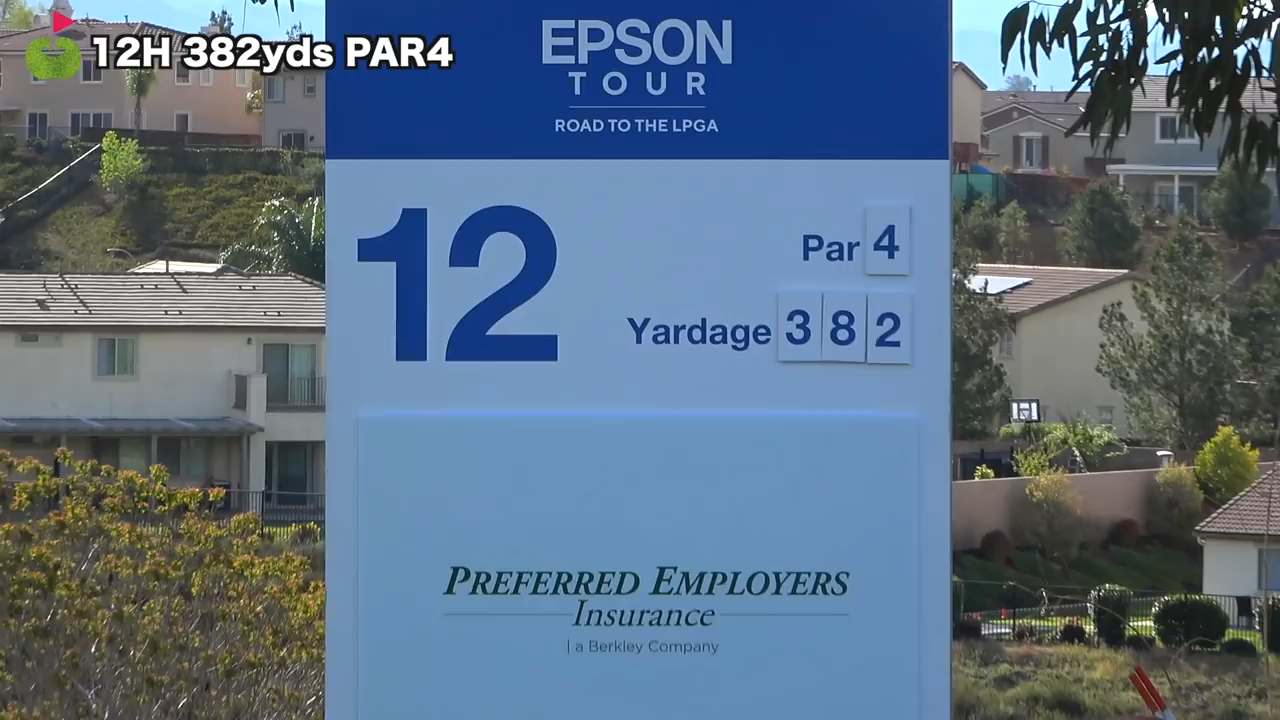 12H 382yds PAR4
EPSON
TOUR
ROAD TO THE LPGA
12
Par 4
Yardage 382
PREFERRED EMPLOYERS
Insurance
| a Berkley Company